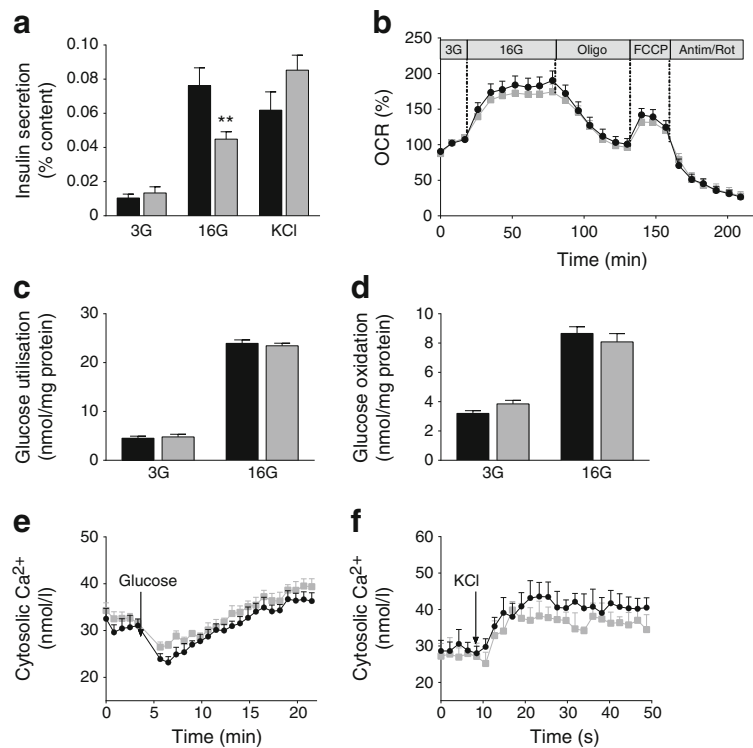 a
Insulin secretion
(% content)
0.10
0.08
0.06
0.04
0.02
0
**
3G
16G
KCl
b
OCR (%)
250
200
150
100
50
0
3G
16G
Oligo
FCCP
Antim/Rot
0
50
100
150
200
Time (min)
c
Glucose utilisation
(nmol/mg protein)
30
20
10
0
3G
16G
d
Glucose oxidation
(nmol/mg protein)
10
8
6
4
2
0
3G
16G
e
Cytosolic Ca2+
(nmol/l)
50
40
30
0
Glucose
0
5
10
15
20
Time (min)
f
Cytosolic Ca2+
(nmol/l)
60
50
40
30
20
0
KCl
0
10
20
30
40
50
Time (s)